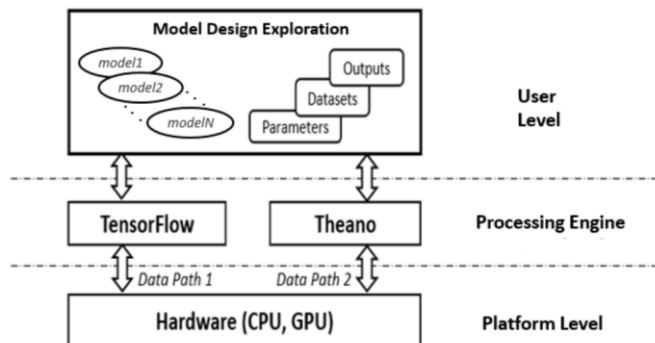 Model Design Exploration
model1
model2
modelN
Outputs
Datasets
Parameters
User
Level
TensorFlow
Theano
Processing Engine
Data Path 1
Data Path 2
Hardware (CPU, GPU)
Platform Level